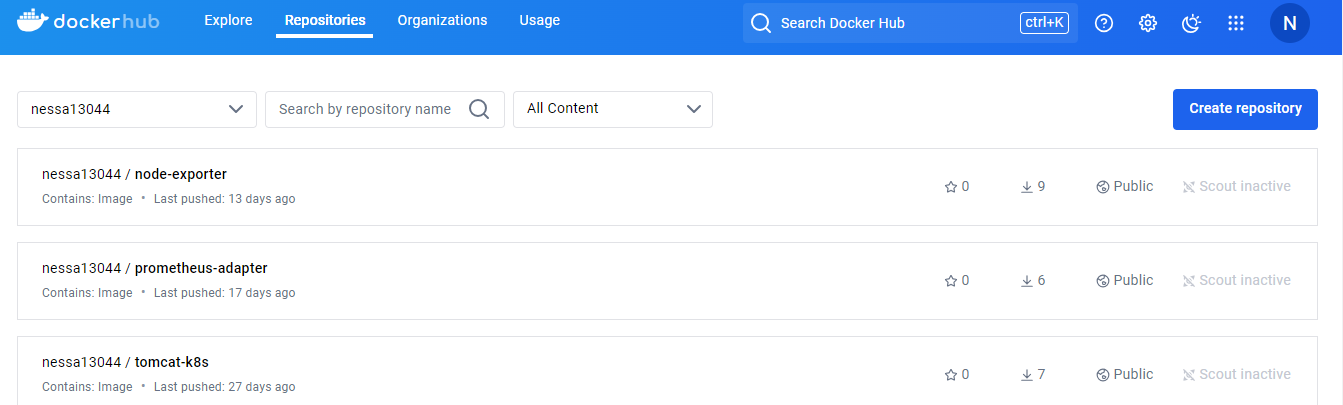 dockerhub Explore Repositories Organizations Usage Search Docker Hub ctrl+K N
nessa13044 Search by repository name All Content Create repository
nessa13044 / node-exporter
0 9 Public Scout inactive
Contains: Image • Last pushed: 13 days ago
nessa13044 / prometheus-adapter
0 6 Public Scout inactive
Contains: Image • Last pushed: 17 days ago
nessa13044 / tomcat-k8s
0 7 Public Scout inactive
Contains: Image • Last pushed: 27 days ago